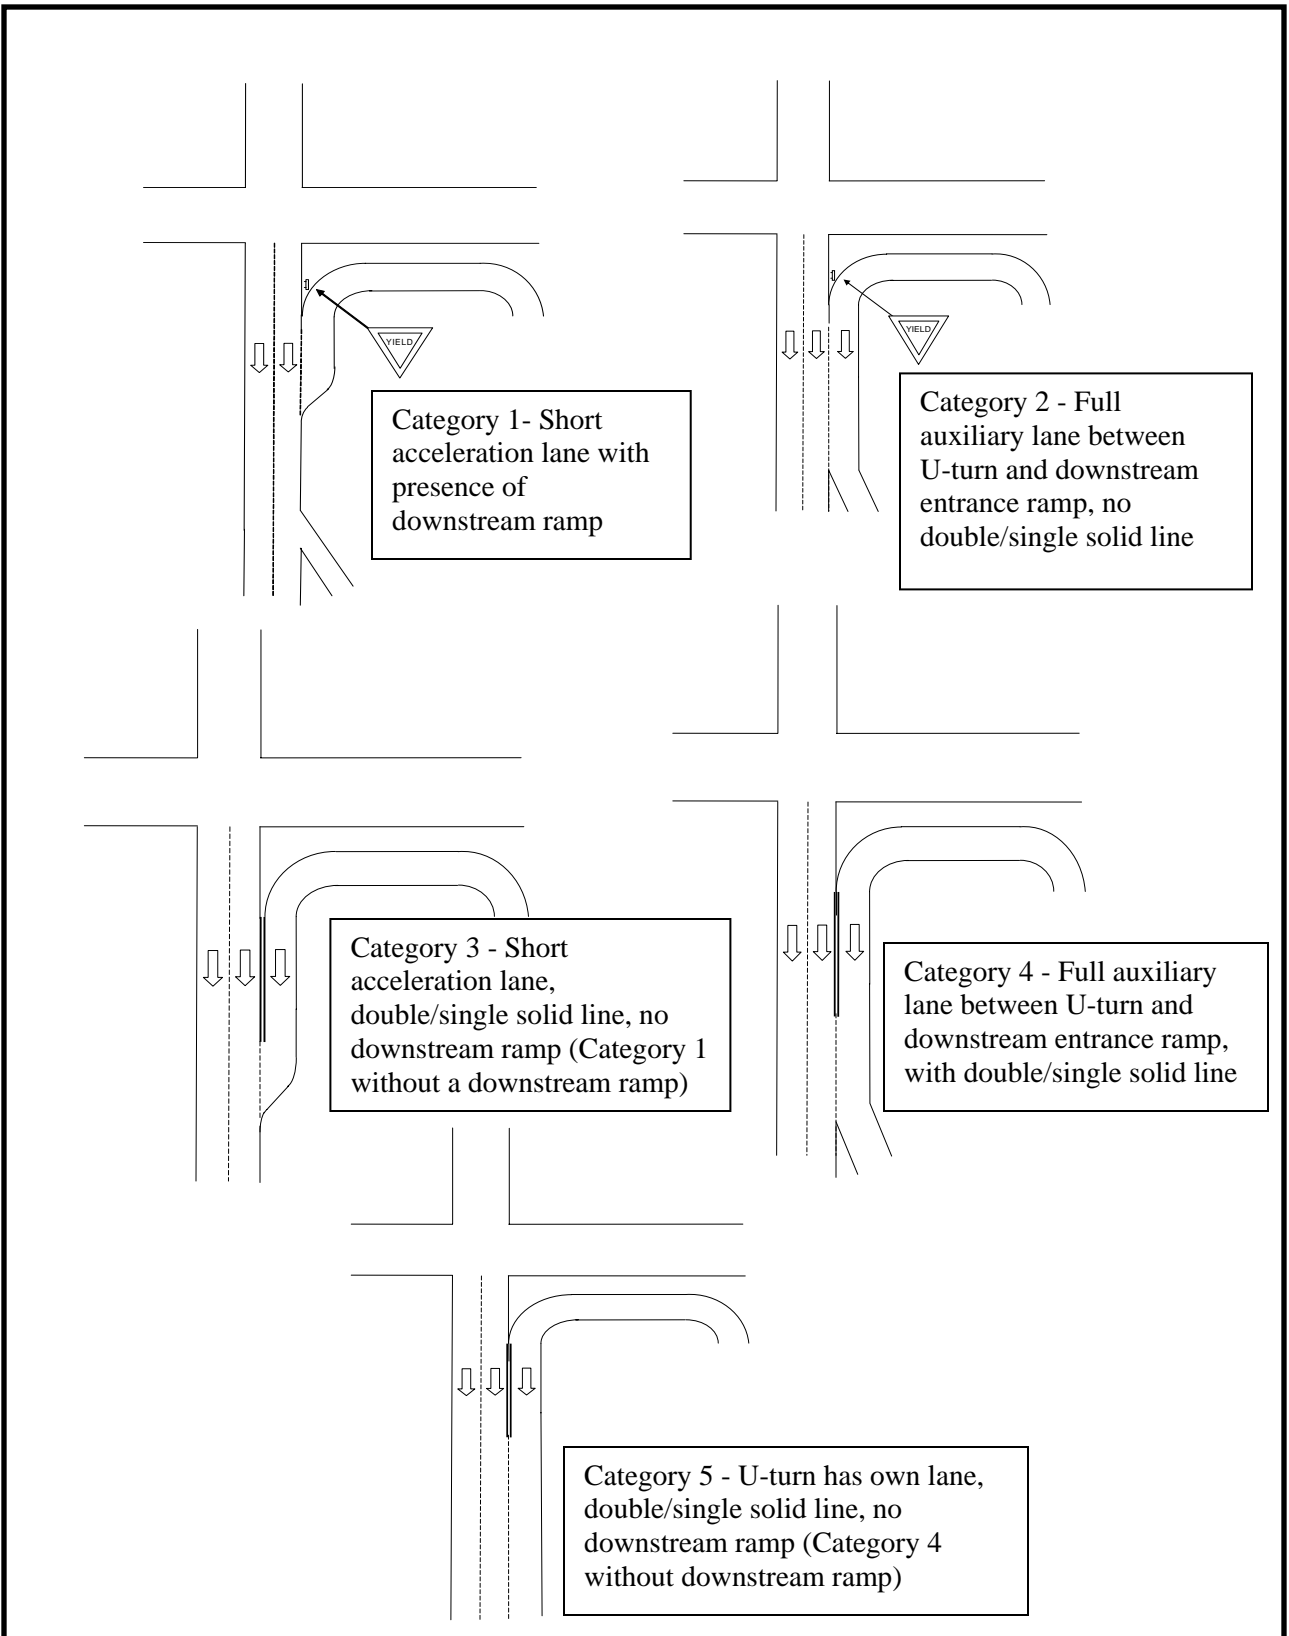 YIELD
Category 1- Short
acceleration lane with
presence of
downstream ramp
YIELD
Category 2 - Full
auxiliary lane between
U-turn and downstream
entrance ramp, no
double/single solid line
Category 3 - Short
acceleration lane,
double/single solid line, no
downstream ramp (Category 1
without a downstream ramp)
Category 4 - Full auxiliary
lane between U-turn and
downstream entrance ramp,
with double/single solid line
Category 5 - U-turn has own lane,
double/single solid line, no
downstream ramp (Category 4
without downstream ramp)